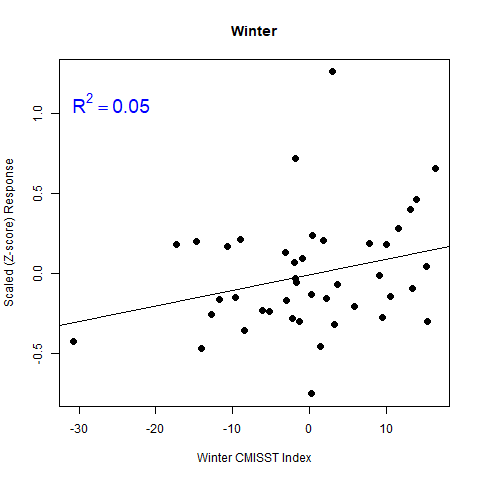 Winter
R² = 0.05
Scaled (Z-score) Response
1.0
0.5
0.0
-0.5
-30 -20 -10 0 10
Winter CMISST Index